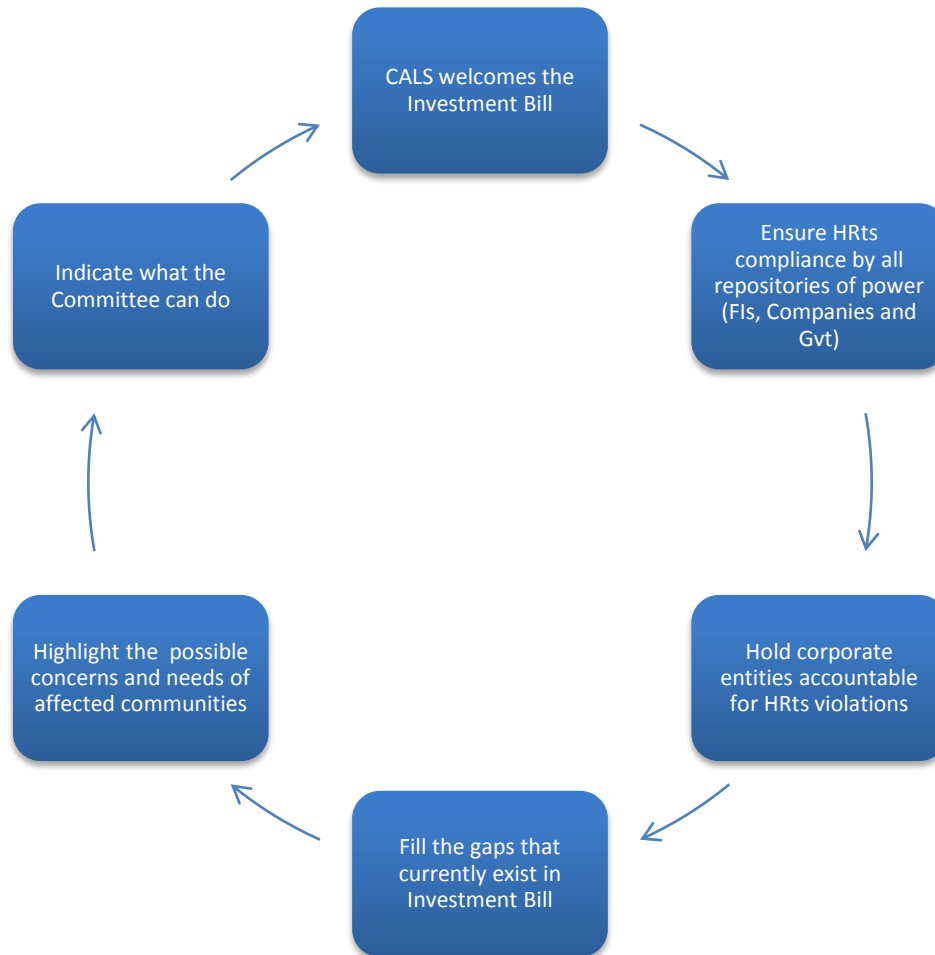 CALS welcomes the
Investment Bill
Ensure HRts
compliance by all
repositories of power
(FIs, Companies and
Gvt)
Hold corporate
entities accountable
for HRts violations
Fill the gaps that
currently exist in
Investment Bill
Highlight the possible
concerns and needs of
affected communities
Indicate what the
Committee can do